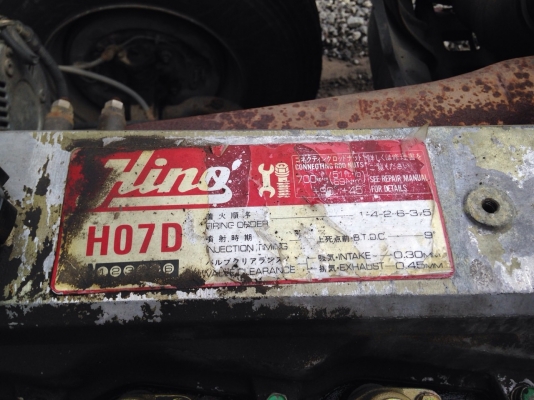 Hino
H07D
コネクティングロッドナット
CONNECTING ROD NUTS
SEE REPAIR MANUAL
FOR DETAILS
着火順序
FIRING ORDER 1-4-2-6-3-5
噴射時期
INJECTION TIMING 上死点前・B.T.D.C 9°
バルブクリアランス 吸気・INTAKE 0.30
VALVE CLEARANCE 排気・EXHAUST 0.45